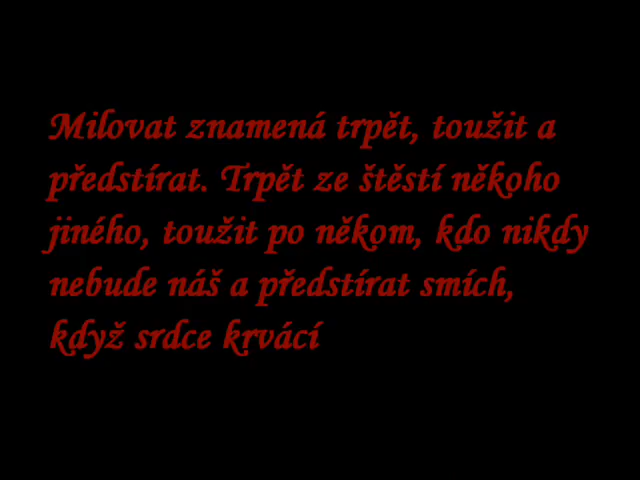 Milovat znamená trpět, toužit a
předstírat. Trpět ze štěstí někoho
jiného, toužit po někom, kdo nikdy
nebude náš a předstírat smích,
když srdce krvácí